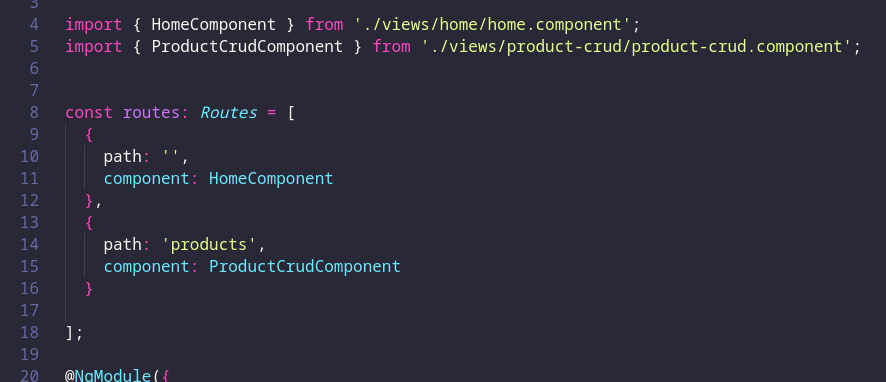 3
4 import { HomeComponent } from './views/home/home.component';
5 import { ProductCrudComponent } from './views/product-crud/product-crud.component';
6
7
8 const routes: Routes = [
9 {
10 path: '',
11 component: HomeComponent
12 },
13 {
14 path: 'products',
15 component: ProductCrudComponent
16 }
17
18 ];
19
20 @NgModule({